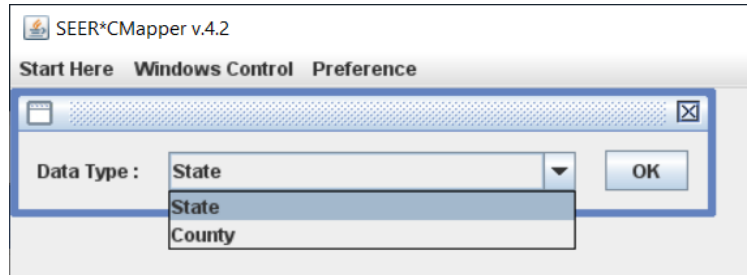 SEER*CMapper v.4.2
Start Here Windows Control Preference
Data Type : State OK
State
County